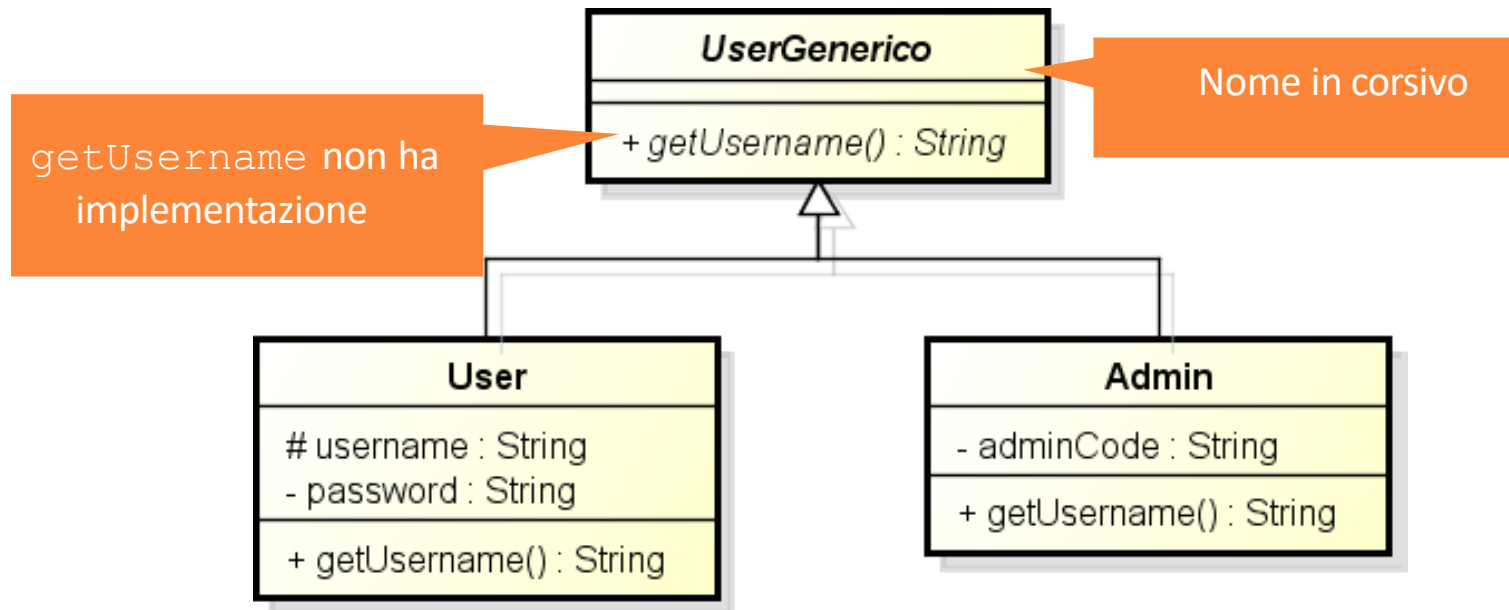 UserGenerico
Nome in corsivo
+ getUsername() : String
getUsername non ha
implementazione
User
# username : String
- password : String
+ getUsername() : String
Admin
- adminCode : String
+ getUsername() : String